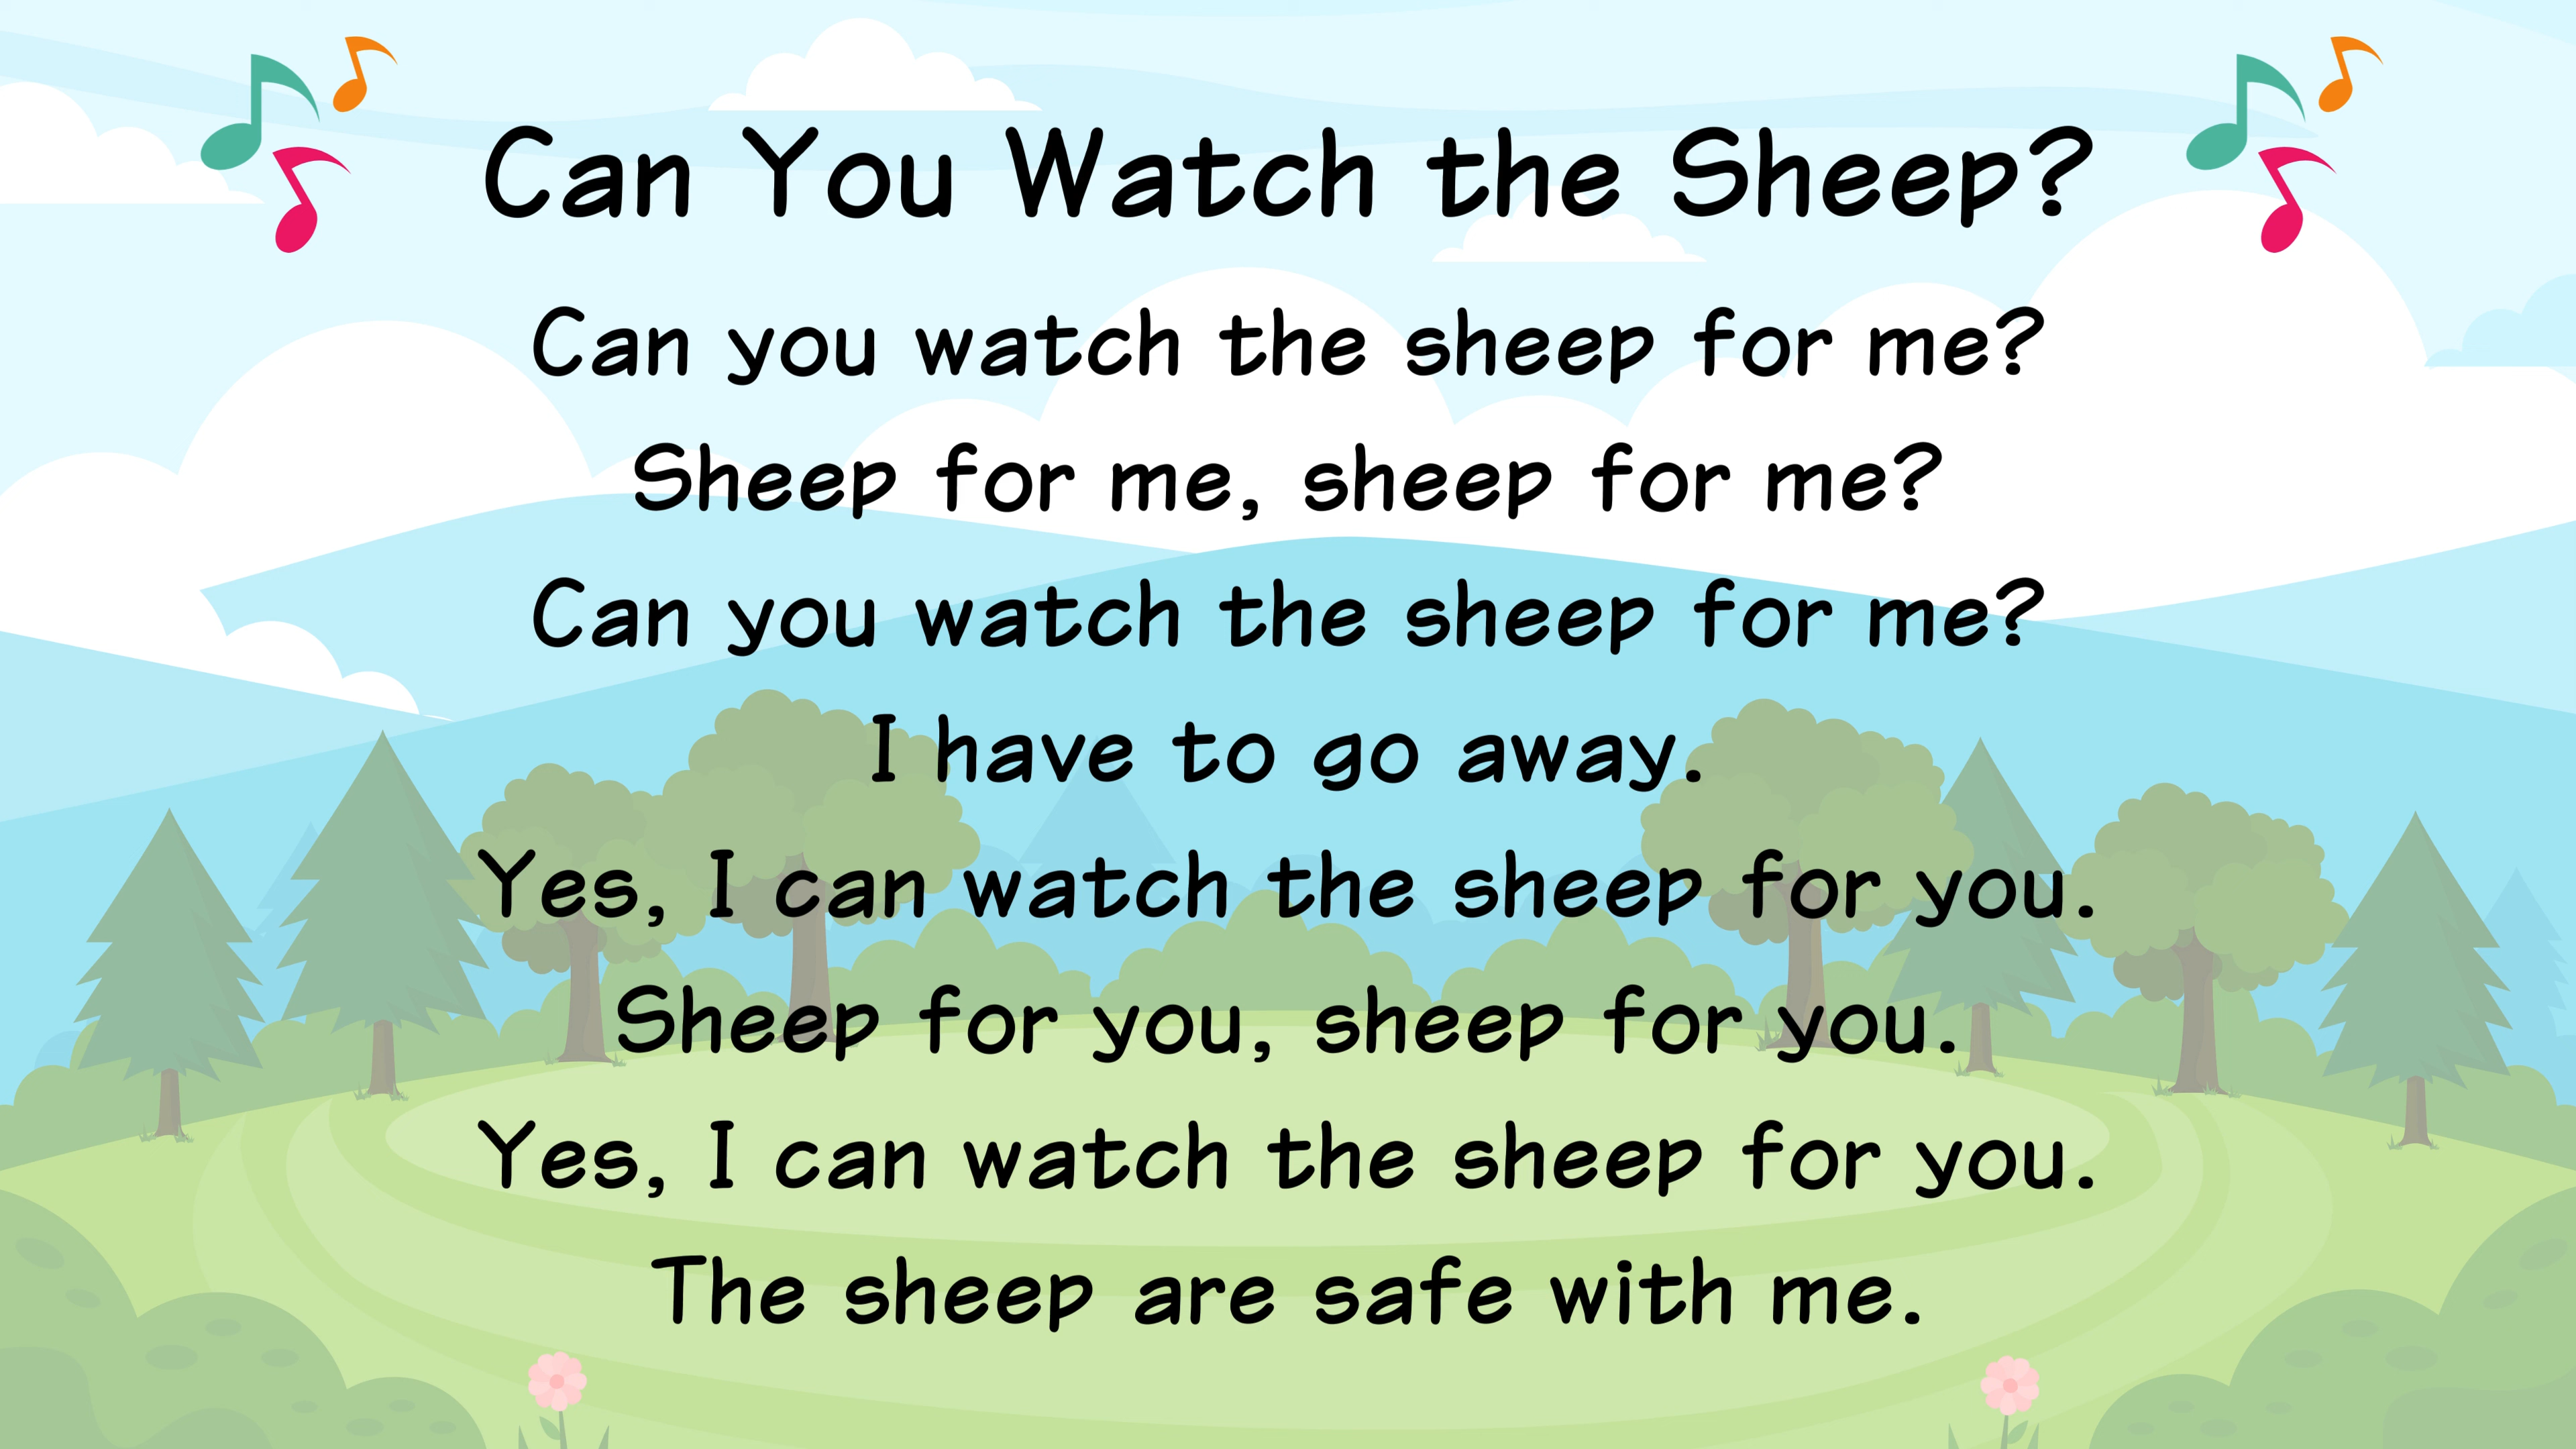 Can You Watch the Sheep?
Can you watch the sheep for me?
Sheep for me, sheep for me?
Can you watch the sheep for me?
I have to go away.
Yes, I can watch the sheep for you.
Sheep for you, sheep for you.
Yes, I can watch the sheep for you.
The sheep are safe with me.